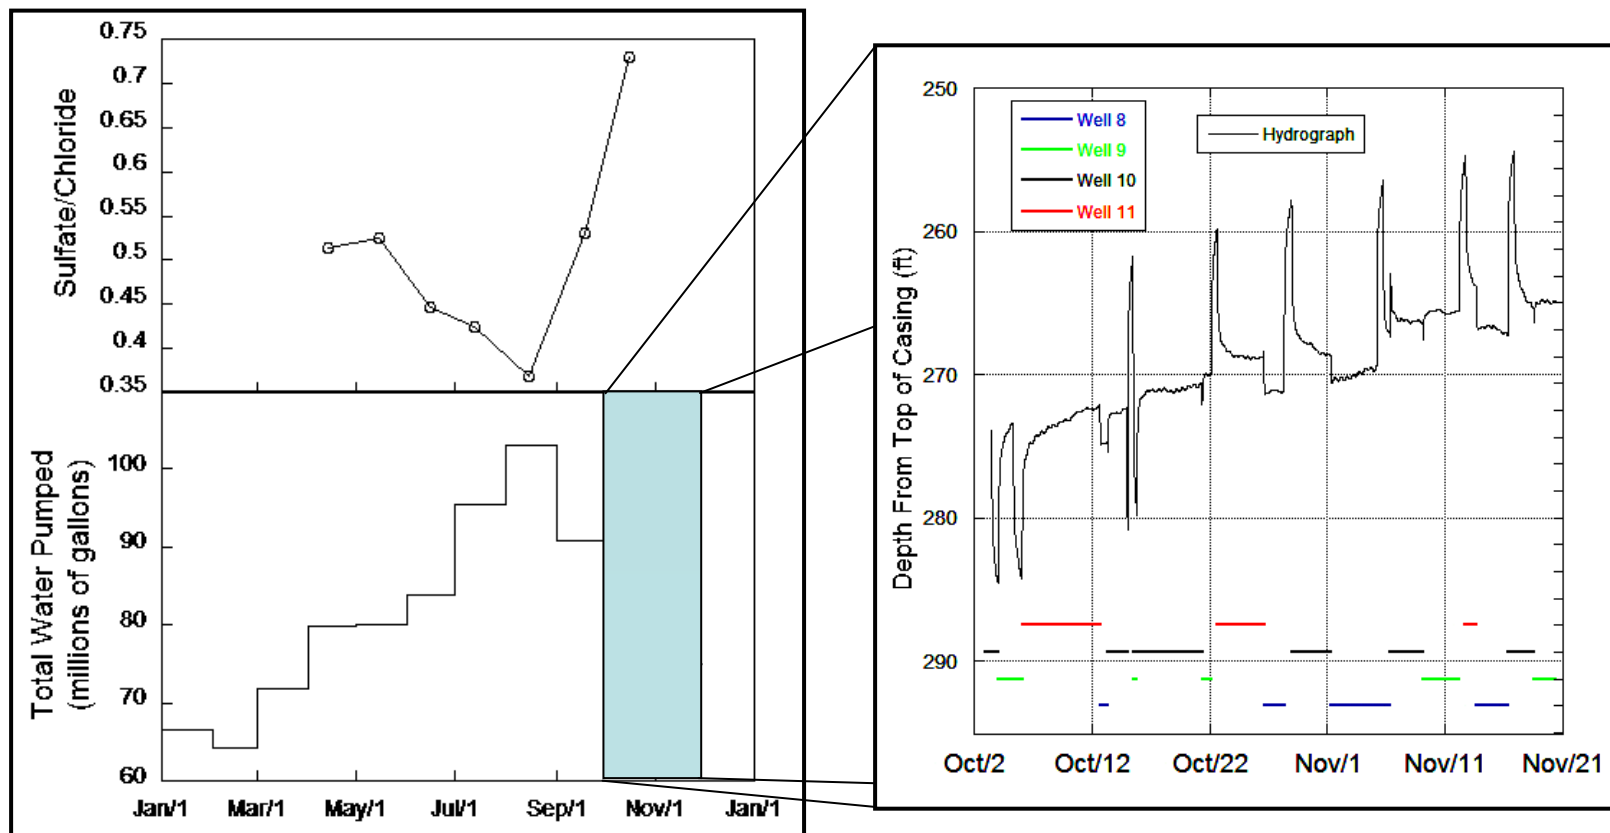 Sulfate/Chloride
0.75
0.7
0.65
0.6
0.55
0.5
0.45
0.4
0.35
Total Water Pumped
(millions of gallons)
100
90
80
70
60
Jan/1
Mar/1
May/1
Jul/1
Sep/1
Nov/1
Jan/1
Depth From Top of Casing (ft)
250
260
270
280
290
Well 8
Well 9
Well 10
Well 11
Hydrograph
Oct/2
Oct/12
Oct/22
Nov/1
Nov/11
Nov/21